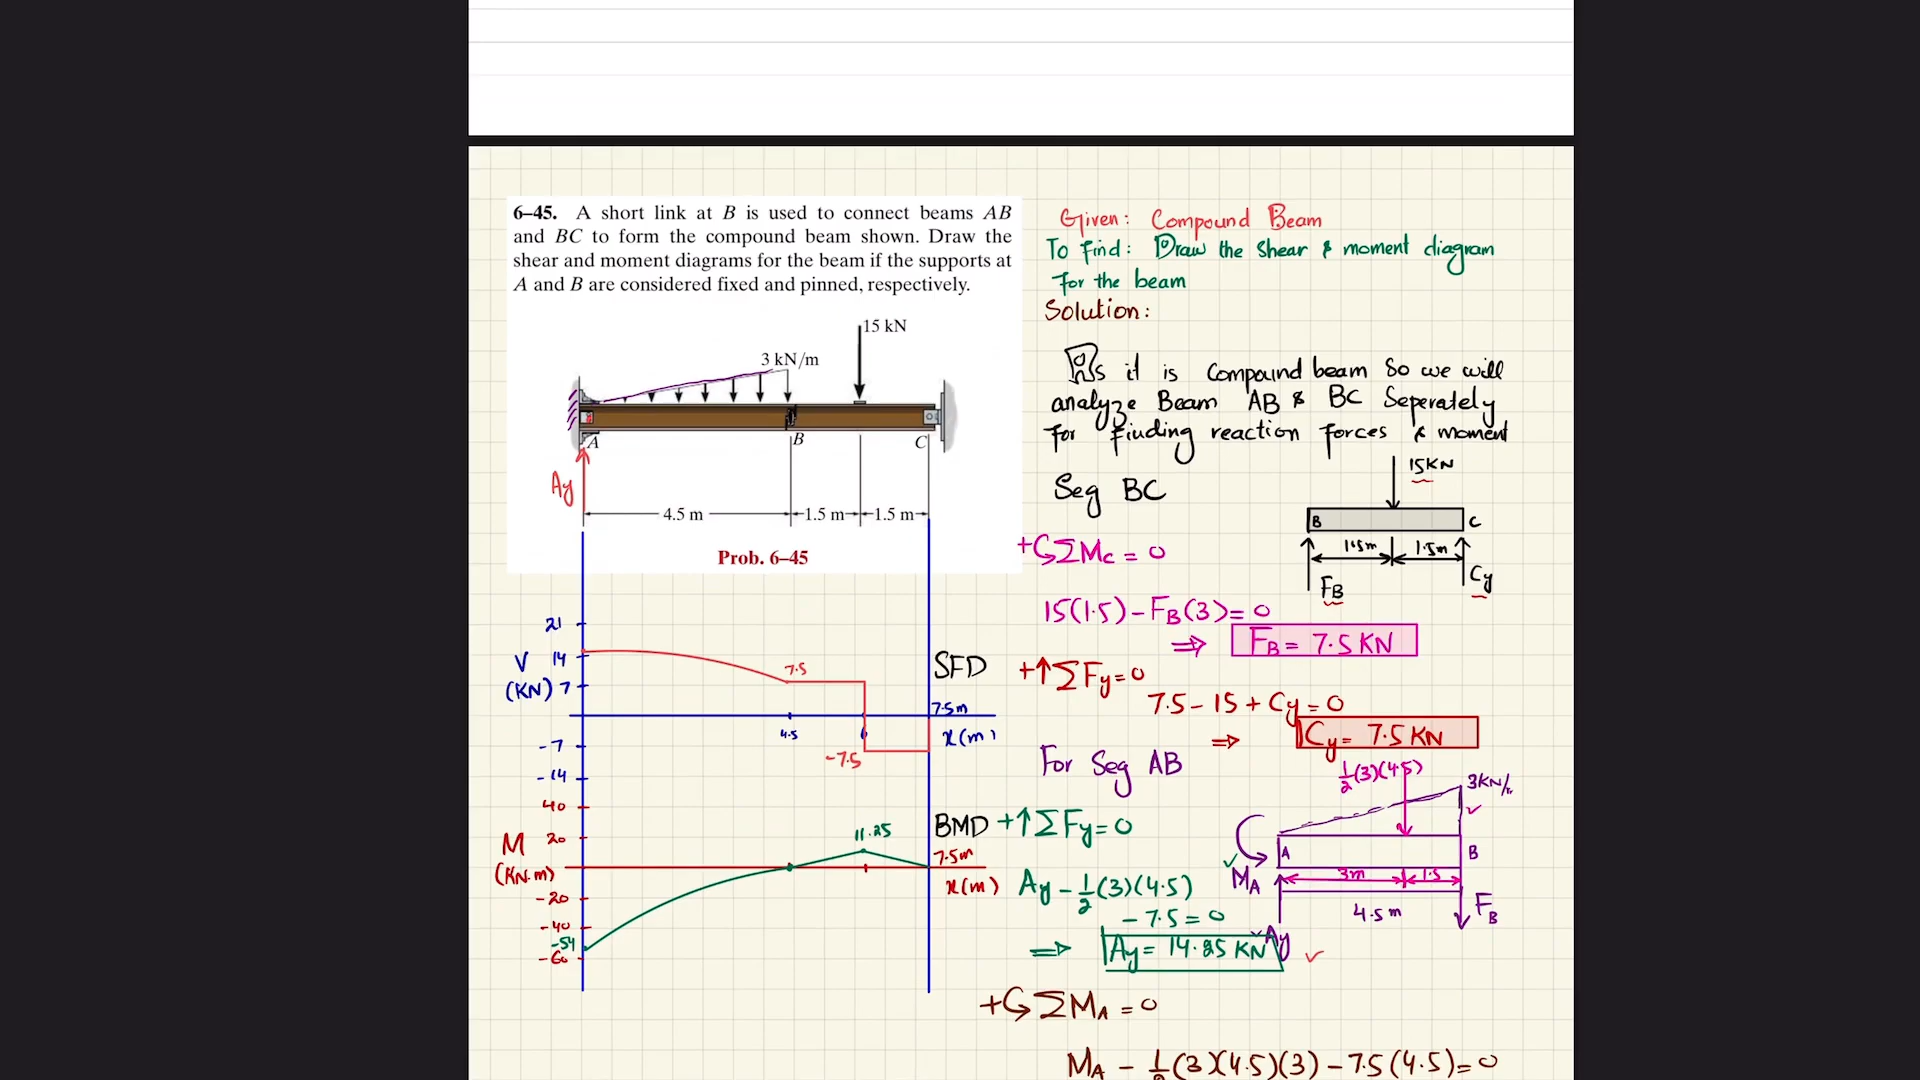 6–45. A short link at B is used to connect beams AB
and BC to form the compound beam shown. Draw the
shear and moment diagrams for the beam if the supports at
A and B are considered fixed and pinned, respectively.
15 kN
3 kN/m
A
B
C
Ay
4.5 m
1.5 m
1.5 m
Prob. 6–45
21
V
14
(KN)
7
7.5
SFD
7.5m
4.5
6
x(m)
-7
-7.5
-14
40
M
20
11.25
BMD
7.5m
(KN.m)
x(m)
-20
-40
-54
-60
Given: Compound Beam
To find: Draw the Shear & moment diagram
for the beam
Solution:
As it is compound beam So we will
analyze Beam AB & BC Seperately
for finding reaction forces & moment
Seg BC
15KN
B
C
1.5m
1.5m
FB
Cy
+ΣMc = 0
15(1.5) - FB(3) = 0
⇒ FB = 7.5 KN
+↑ΣFy = 0
7.5 - 15 + Cy = 0
⇒ Cy = 7.5 KN
For Seg AB
1/2(3)(4.5)
3KN/
A
B
MA
3m
1.5
4.5m
FB
Ay
+↑ΣFy = 0
Ay - 1/2(3)(4.5)
- 7.5 = 0
⇒ Ay = 14.25 KN
+ΣMA = 0
MA - 1/2(3)(4.5)(3) - 7.5(4.5) = 0